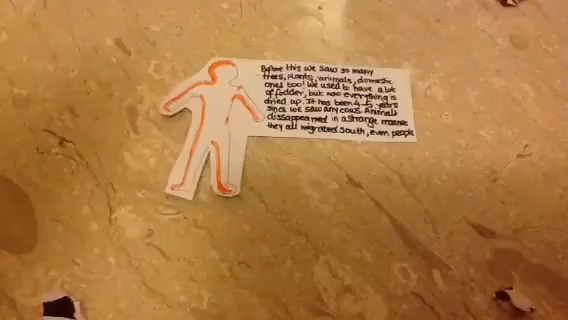 Before this we saw so many
trees, plants, animals, domestic
ones too! We used to have a lot
of fodder, but now everything is
dried up. It has been 4-5 years
since we saw any cows. Animals
dissappeared in a strange manner
they all migrated south, even people